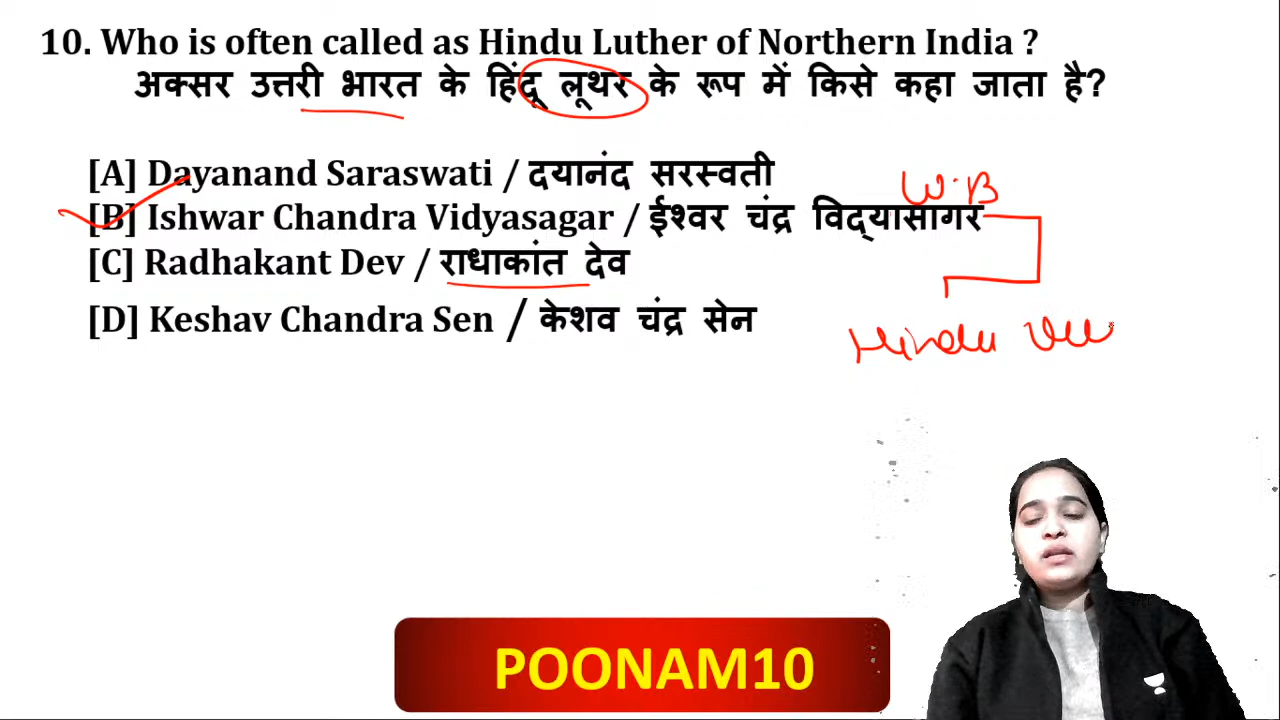 10. Who is often called as Hindu Luther of Northern India ?
अक्सर उत्तरी भारत के हिंदू लूथर के रूप में किसे कहा जाता है?
[A] Dayanand Saraswati / दयानंद सरस्वती
W.B
[B] Ishwar Chandra Vidyasagar / ईश्वर चंद्र विद्यासागर
[C] Radhakant Dev / राधाकांत देव
[D] Keshav Chandra Sen / केशव चंद्र सेन
Hindu
POONAM10